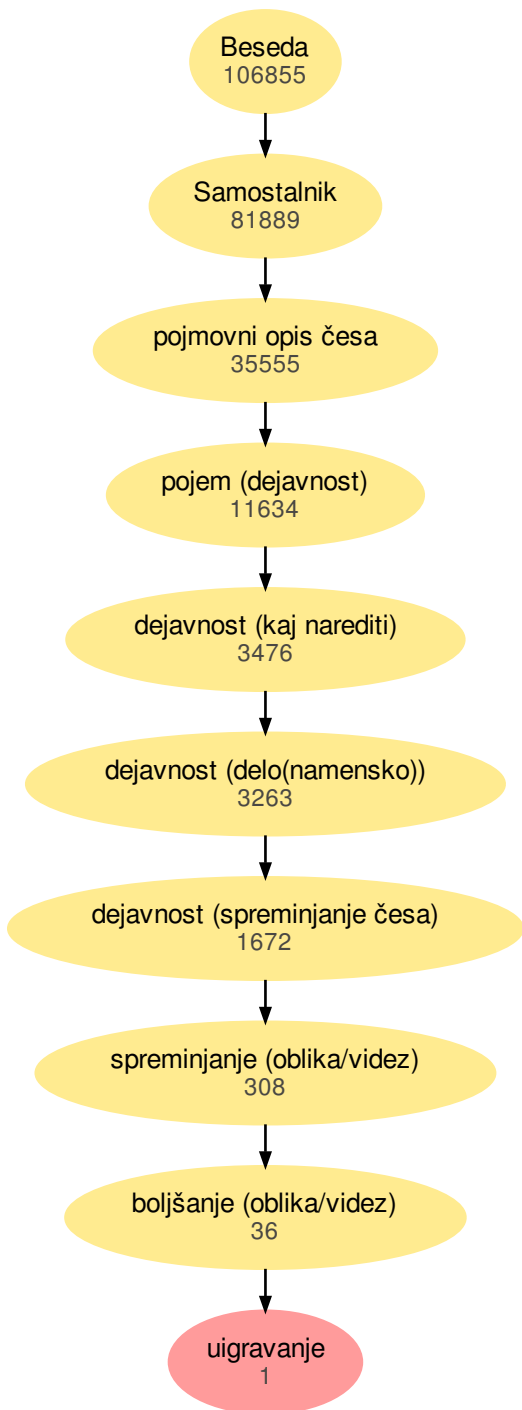 Beseda
106855
Samostalnik
81889
pojmovni opis česa
35555
pojem (dejavnost)
11634
dejavnost (kaj narediti)
3476
dejavnost (delo(namensko))
3263
dejavnost (spreminjanje česa)
1672
spreminjanje (oblika/videz)
308
boljšanje (oblika/videz)
36
uigravanje
1